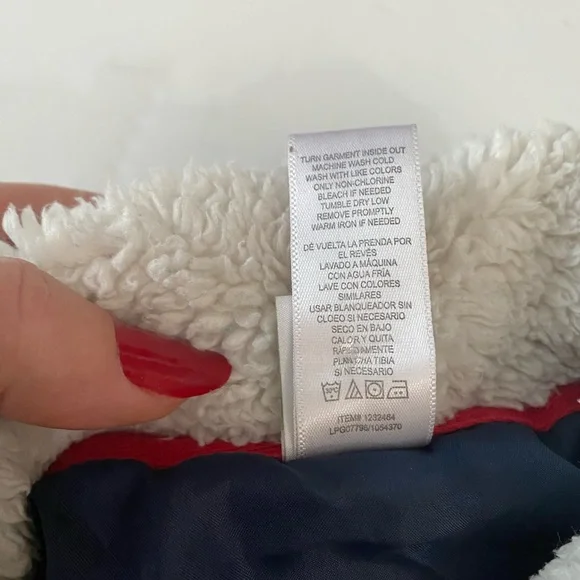 TURN GARMENT INSIDE OUT
MACHINE WASH COLD
WASH WITH LIKE COLORS
ONLY NON-CHLORINE
BLEACH IF NEEDED
TUMBLE DRY LOW
REMOVE PROMPTLY
WARM IRON IF NEEDED
DÉ VUELTA LA PRENDA POR
EL REVÉS
LAVADO A MÁQUINA
CON AGUA FRÍA
LAVE CON COLORES
SIMILARES
USAR BLANQUEADOR SIN
CLOEO SI NECESARIO
SECO EN BAJO
CALOR Y QUITA
RÁPIDAMENTE
PLANCHA TIBIA
SI NECESARIO
30°C
ITEM# 1232484
LPG07796/1054370